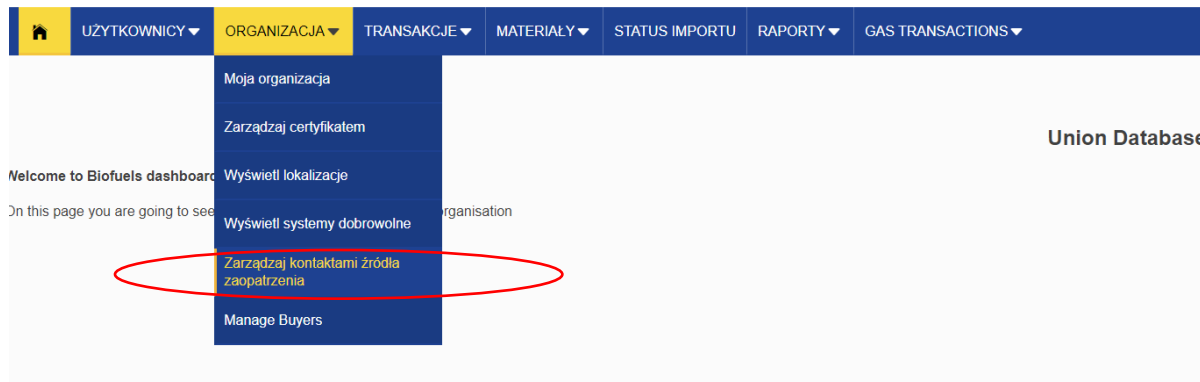 UŻYTKOWNICY ORGANIZACJA TRANSAKCJE MATERIAŁY STATUS IMPORTU RAPORTY GAS TRANSACTIONS
Moja organizacja
Zarządzaj certyfikatem
Union Database
Welcome to Biofuels dashboard
Wyświetl lokalizacje
On this page you are going to see
organisation
Wyświetl systemy dobrowolne
Zarządzaj kontaktami źródła
zaopatrzenia
Manage Buyers